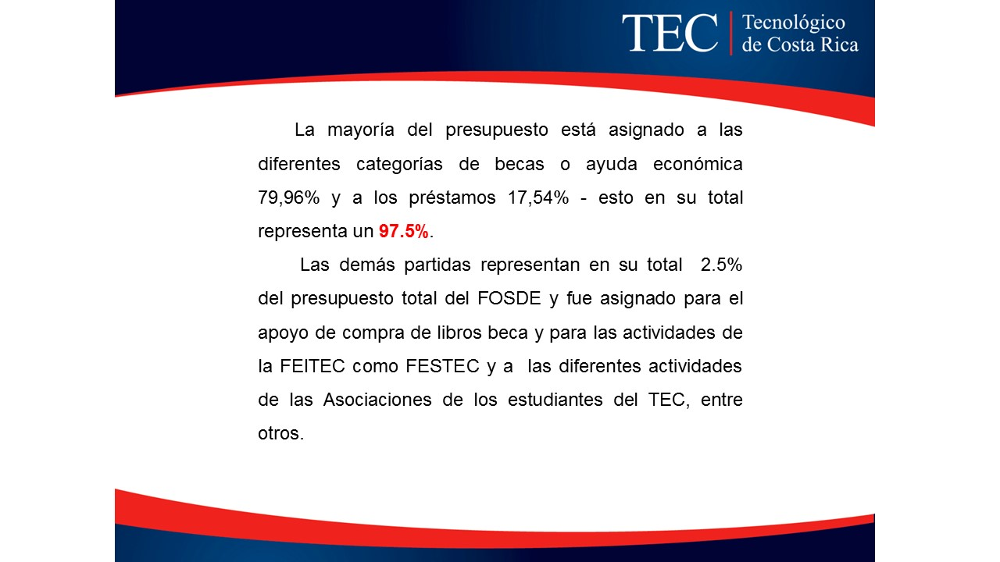 TEC
Tecnológico
de Costa Rica
La mayoría del presupuesto está asignado a las
diferentes categorías de becas o ayuda económica
79,96% y a los préstamos 17,54% - esto en su total
representa un 97.5%.
Las demás partidas representan en su total 2.5%
del presupuesto total del FOSDE y fue asignado para el
apoyo de compra de libros beca y para las actividades de
la FEITEC como FESTEC y a las diferentes actividades
de las Asociaciones de los estudiantes del TEC, entre
otros.